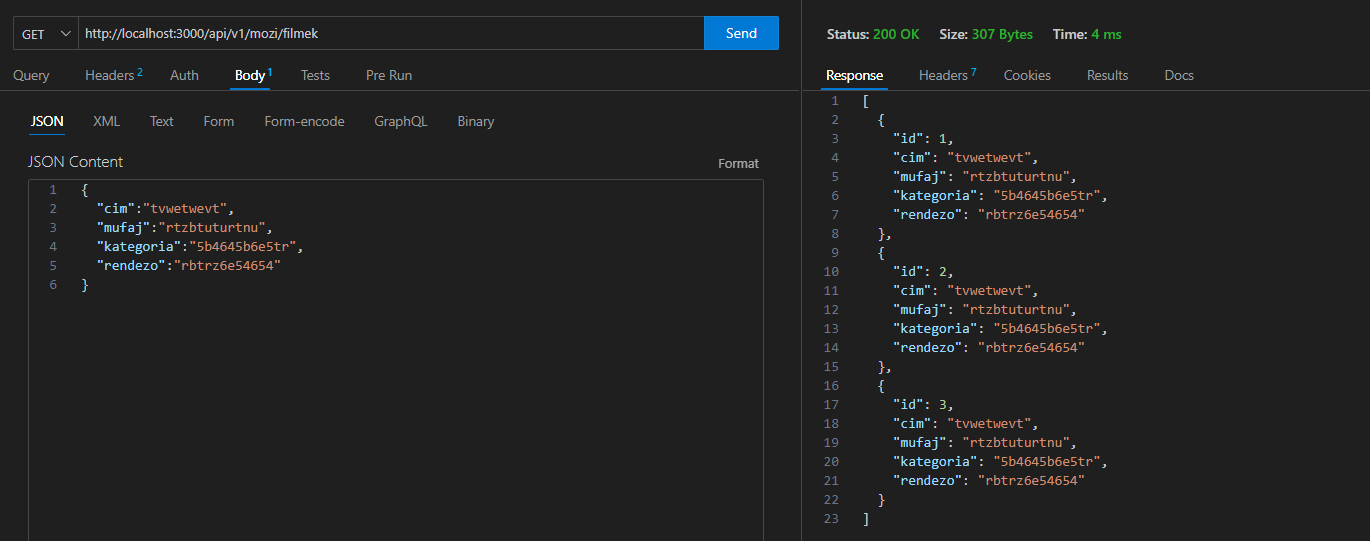 GET http://localhost:3000/api/v1/mozi/filmek Send
Query Headers 2 Auth Body 1 Tests Pre Run
JSON XML Text Form Form-encode GraphQL Binary
JSON Content Format
1 {
2 "cim":"tvwetwevt",
3 "mufaj":"rtzbtuturtnu",
4 "kategoria":"5b4645b6e5tr",
5 "rendezo":"rbtrz6e54654"
6 }
Status: 200 OK Size: 307 Bytes Time: 4 ms
Response Headers 7 Cookies Results Docs
1 [
2 {
3 "id": 1,
4 "cim": "tvwetwevt",
5 "mufaj": "rtzbtuturtnu",
6 "kategoria": "5b4645b6e5tr",
7 "rendezo": "rbtrz6e54654"
8 },
9 {
10 "id": 2,
11 "cim": "tvwetwevt",
12 "mufaj": "rtzbtuturtnu",
13 "kategoria": "5b4645b6e5tr",
14 "rendezo": "rbtrz6e54654"
15 },
16 {
17 "id": 3,
18 "cim": "tvwetwevt",
19 "mufaj": "rtzbtuturtnu",
20 "kategoria": "5b4645b6e5tr",
21 "rendezo": "rbtrz6e54654"
22 }
23 ]